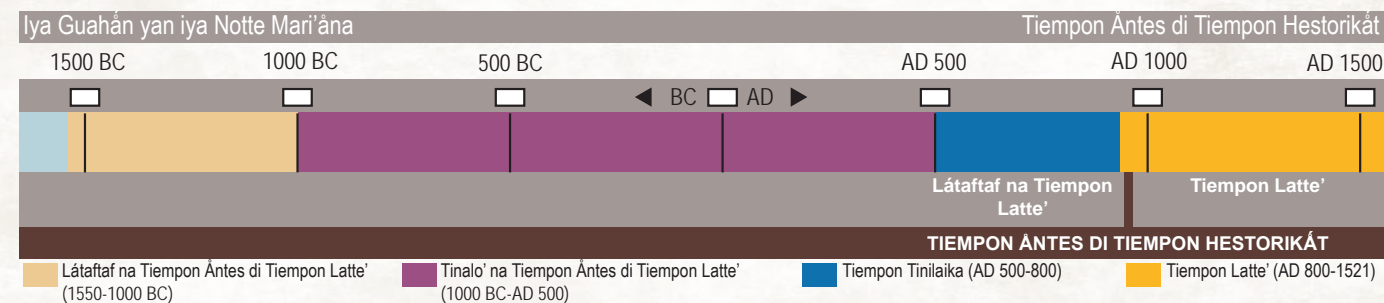 Iya Guahån yan iya Notte Mari’åna
Tiempon Åntes di Tiempon Hestorikåt
1500 BC
1000 BC
500 BC
AD 500
AD 1000
AD 1500
◀ BC AD ▶
Låtaftaf na Tiempon
Latte’
Tiempon Latte’
TIEMPON ÅNTES DI TIEMPON HESTORIKÅT
Låtaftaf na Tiempon Åntes di Tiempon Latte’
(1550-1000 BC)
Tinalo’ na Tiempon Åntes di Tiempon Latte’
(1000 BC-AD 500)
Tiempon Tinilaika (AD 500-800)
Tiempon Latte’ (AD 800-1521)